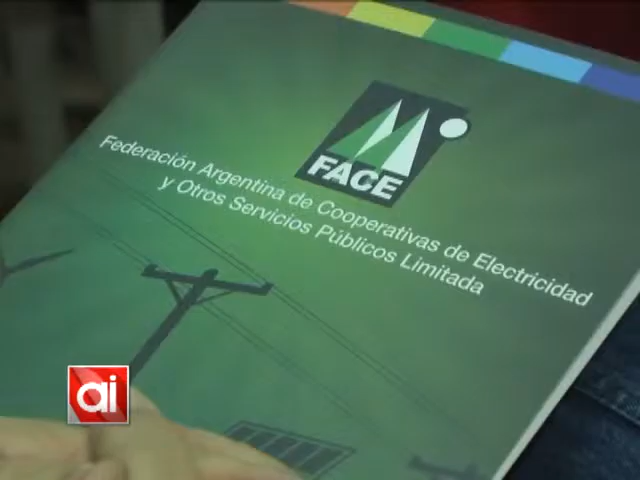 FACE
Federación Argentina de Cooperativas de Electricidad
y Otros Servicios Públicos Limitada
ai